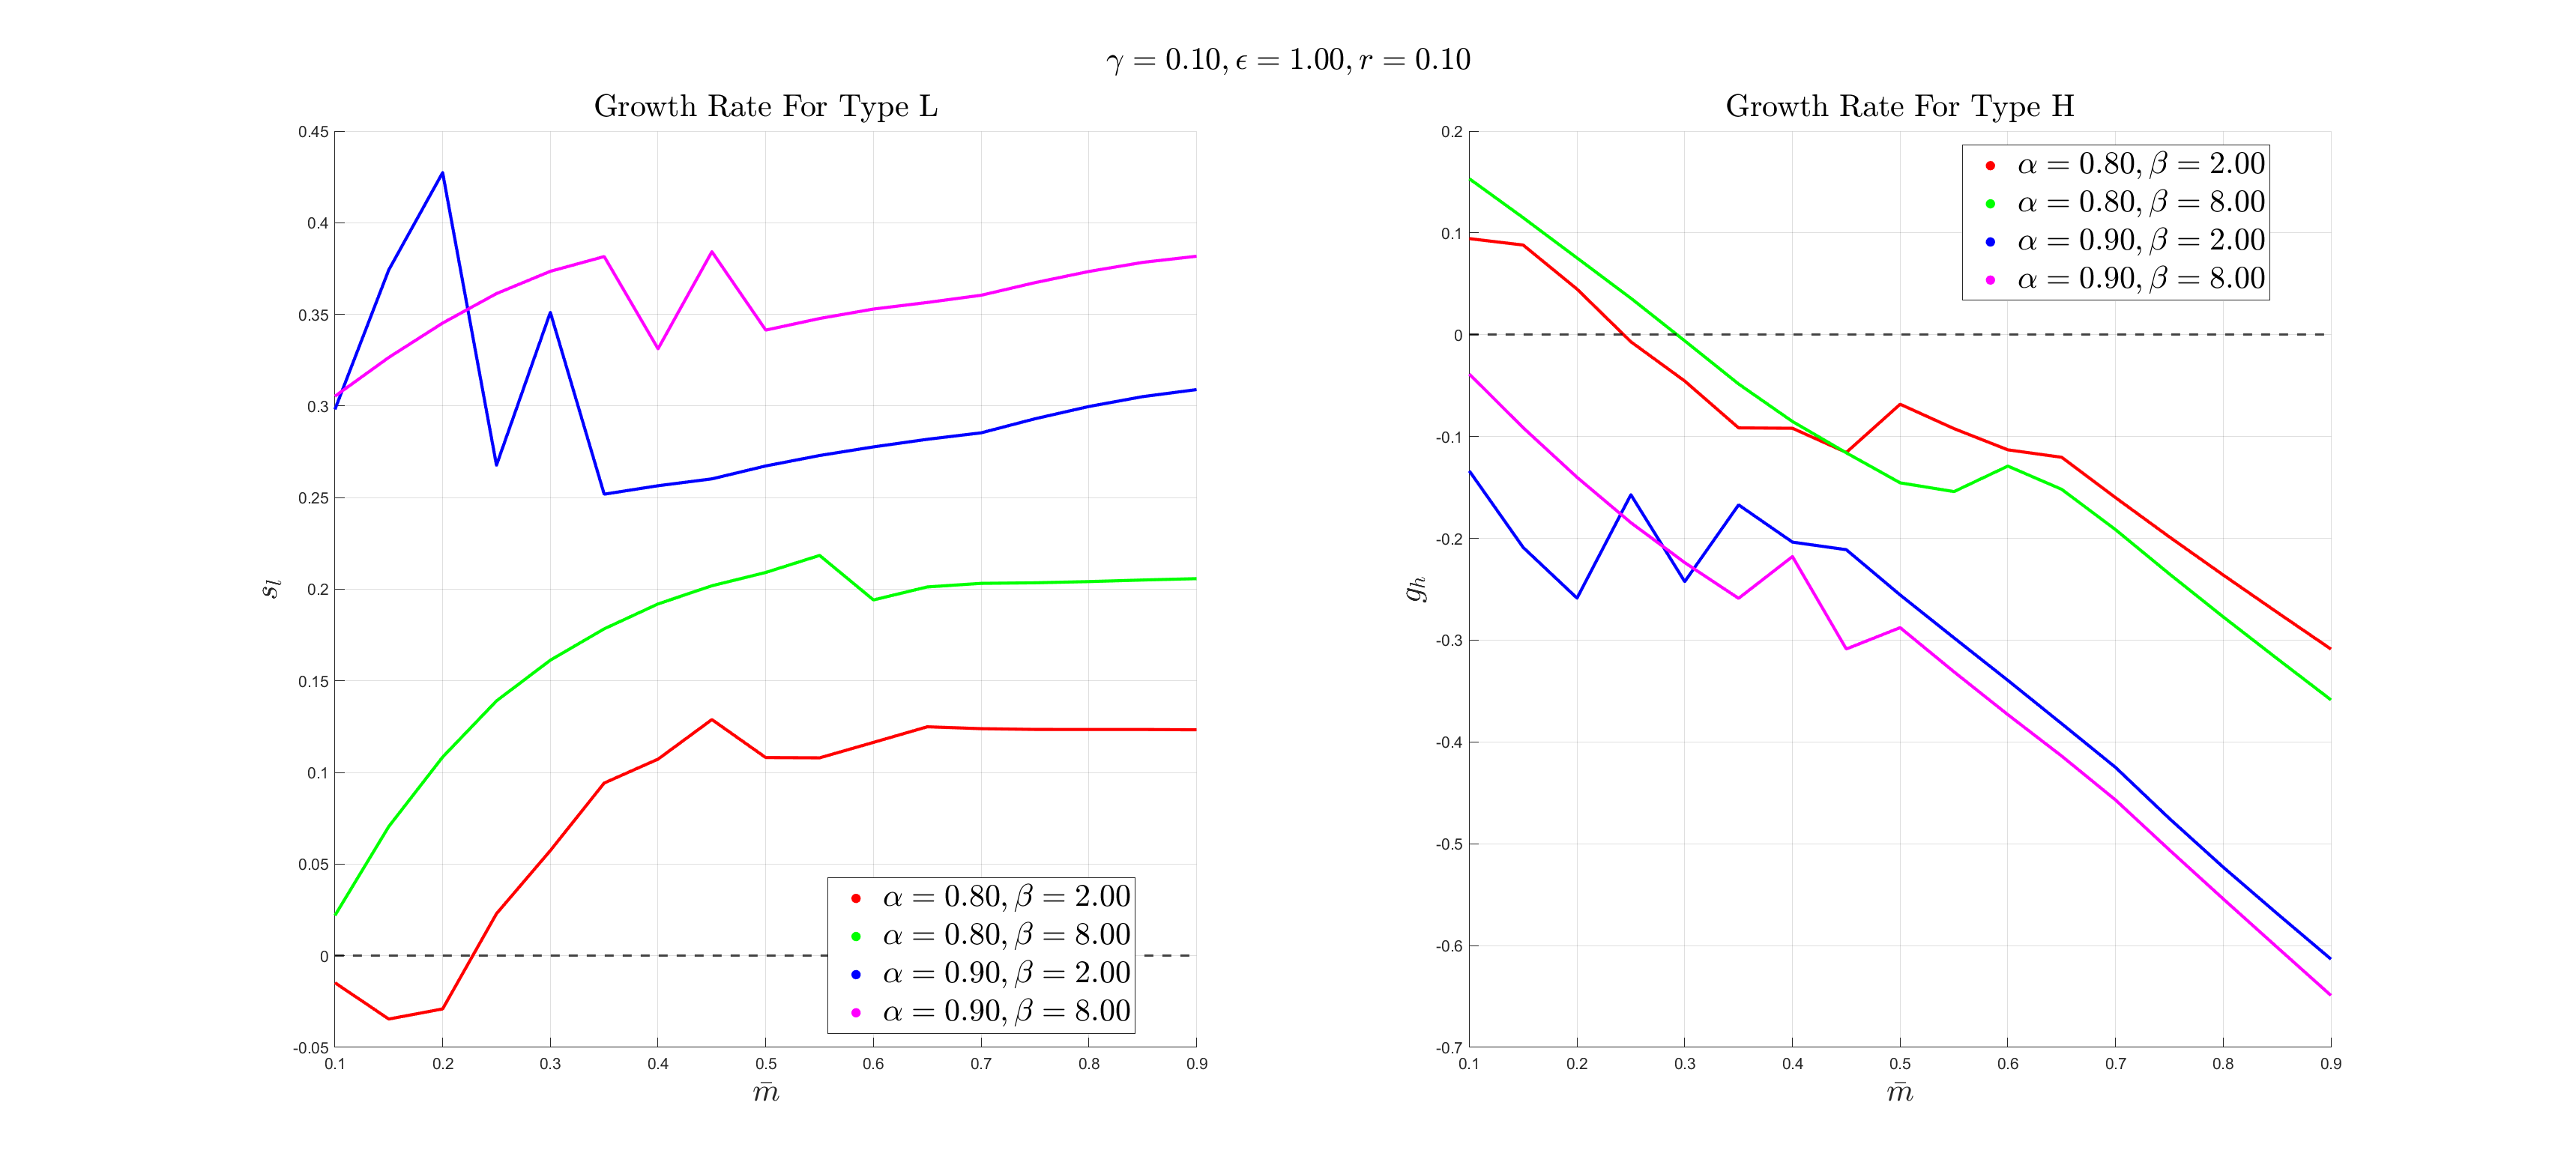 γ = 0.10, ϵ = 1.00, r = 0.10
Growth Rate For Type L
0.45
0.4
0.35
0.3
0.25
0.2
0.15
0.1
0.05
0
-0.05
s_l
0.1 0.2 0.3 0.4 0.5 0.6 0.7 0.8 0.9
m̄
α = 0.80, β = 2.00
α = 0.80, β = 8.00
α = 0.90, β = 2.00
α = 0.90, β = 8.00
Growth Rate For Type H
0.2
0.1
0
-0.1
-0.2
-0.3
-0.4
-0.5
-0.6
-0.7
g_h
0.1 0.2 0.3 0.4 0.5 0.6 0.7 0.8 0.9
m̄
α = 0.80, β = 2.00
α = 0.80, β = 8.00
α = 0.90, β = 2.00
α = 0.90, β = 8.00